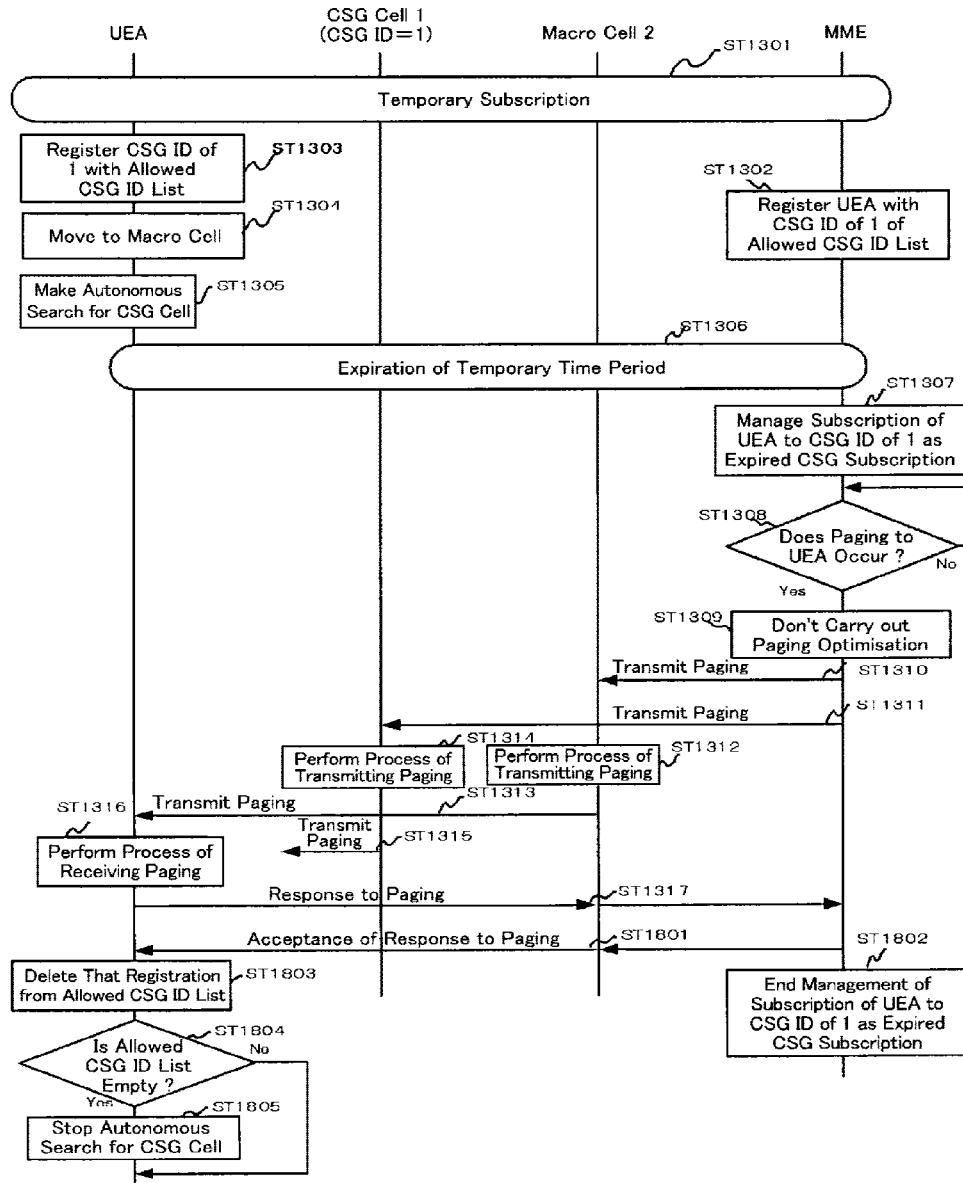 UEA
CSG Cell 1
(CSG ID=1)
Macro Cell 2
MME
ST1301
Temporary Subscription
Register CSG ID of
1 with Allowed
CSG ID List
ST1303
ST1302
Register UEA with
CSG ID of 1 of
Allowed CSG ID List
ST1304
Move to Macro Cell
Make Autonomous
Search for CSG Cell
ST1305
ST1306
Expiration of Temporary Time Period
ST1307
Manage Subscription of
UEA to CSG ID of 1 as
Expired CSG Subscription
ST1308
Does Paging to
UEA Occur ?
No
Yes
ST1309
Don't Carry out
Paging Optimisation
Transmit Paging
ST1310
Transmit Paging
ST1311
ST1314
Perform Process of
Transmitting Paging
ST1312
Perform Process of
Transmitting Paging
ST1313
Transmit Paging
ST1316
Transmit
Paging
ST1315
Perform Process of
Receiving Paging
Response to Paging
ST1317
Acceptance of Response to Paging
ST1801
ST1802
Delete That Registration
from Allowed CSG ID List
ST1803
End Management of
Subscription of UEA to
CSG ID of 1 as Expired
CSG Subscription
ST1804
Is Allowed
CSG ID List
Empty ?
No
Yes
ST1805
Stop Autonomous
Search for CSG Cell